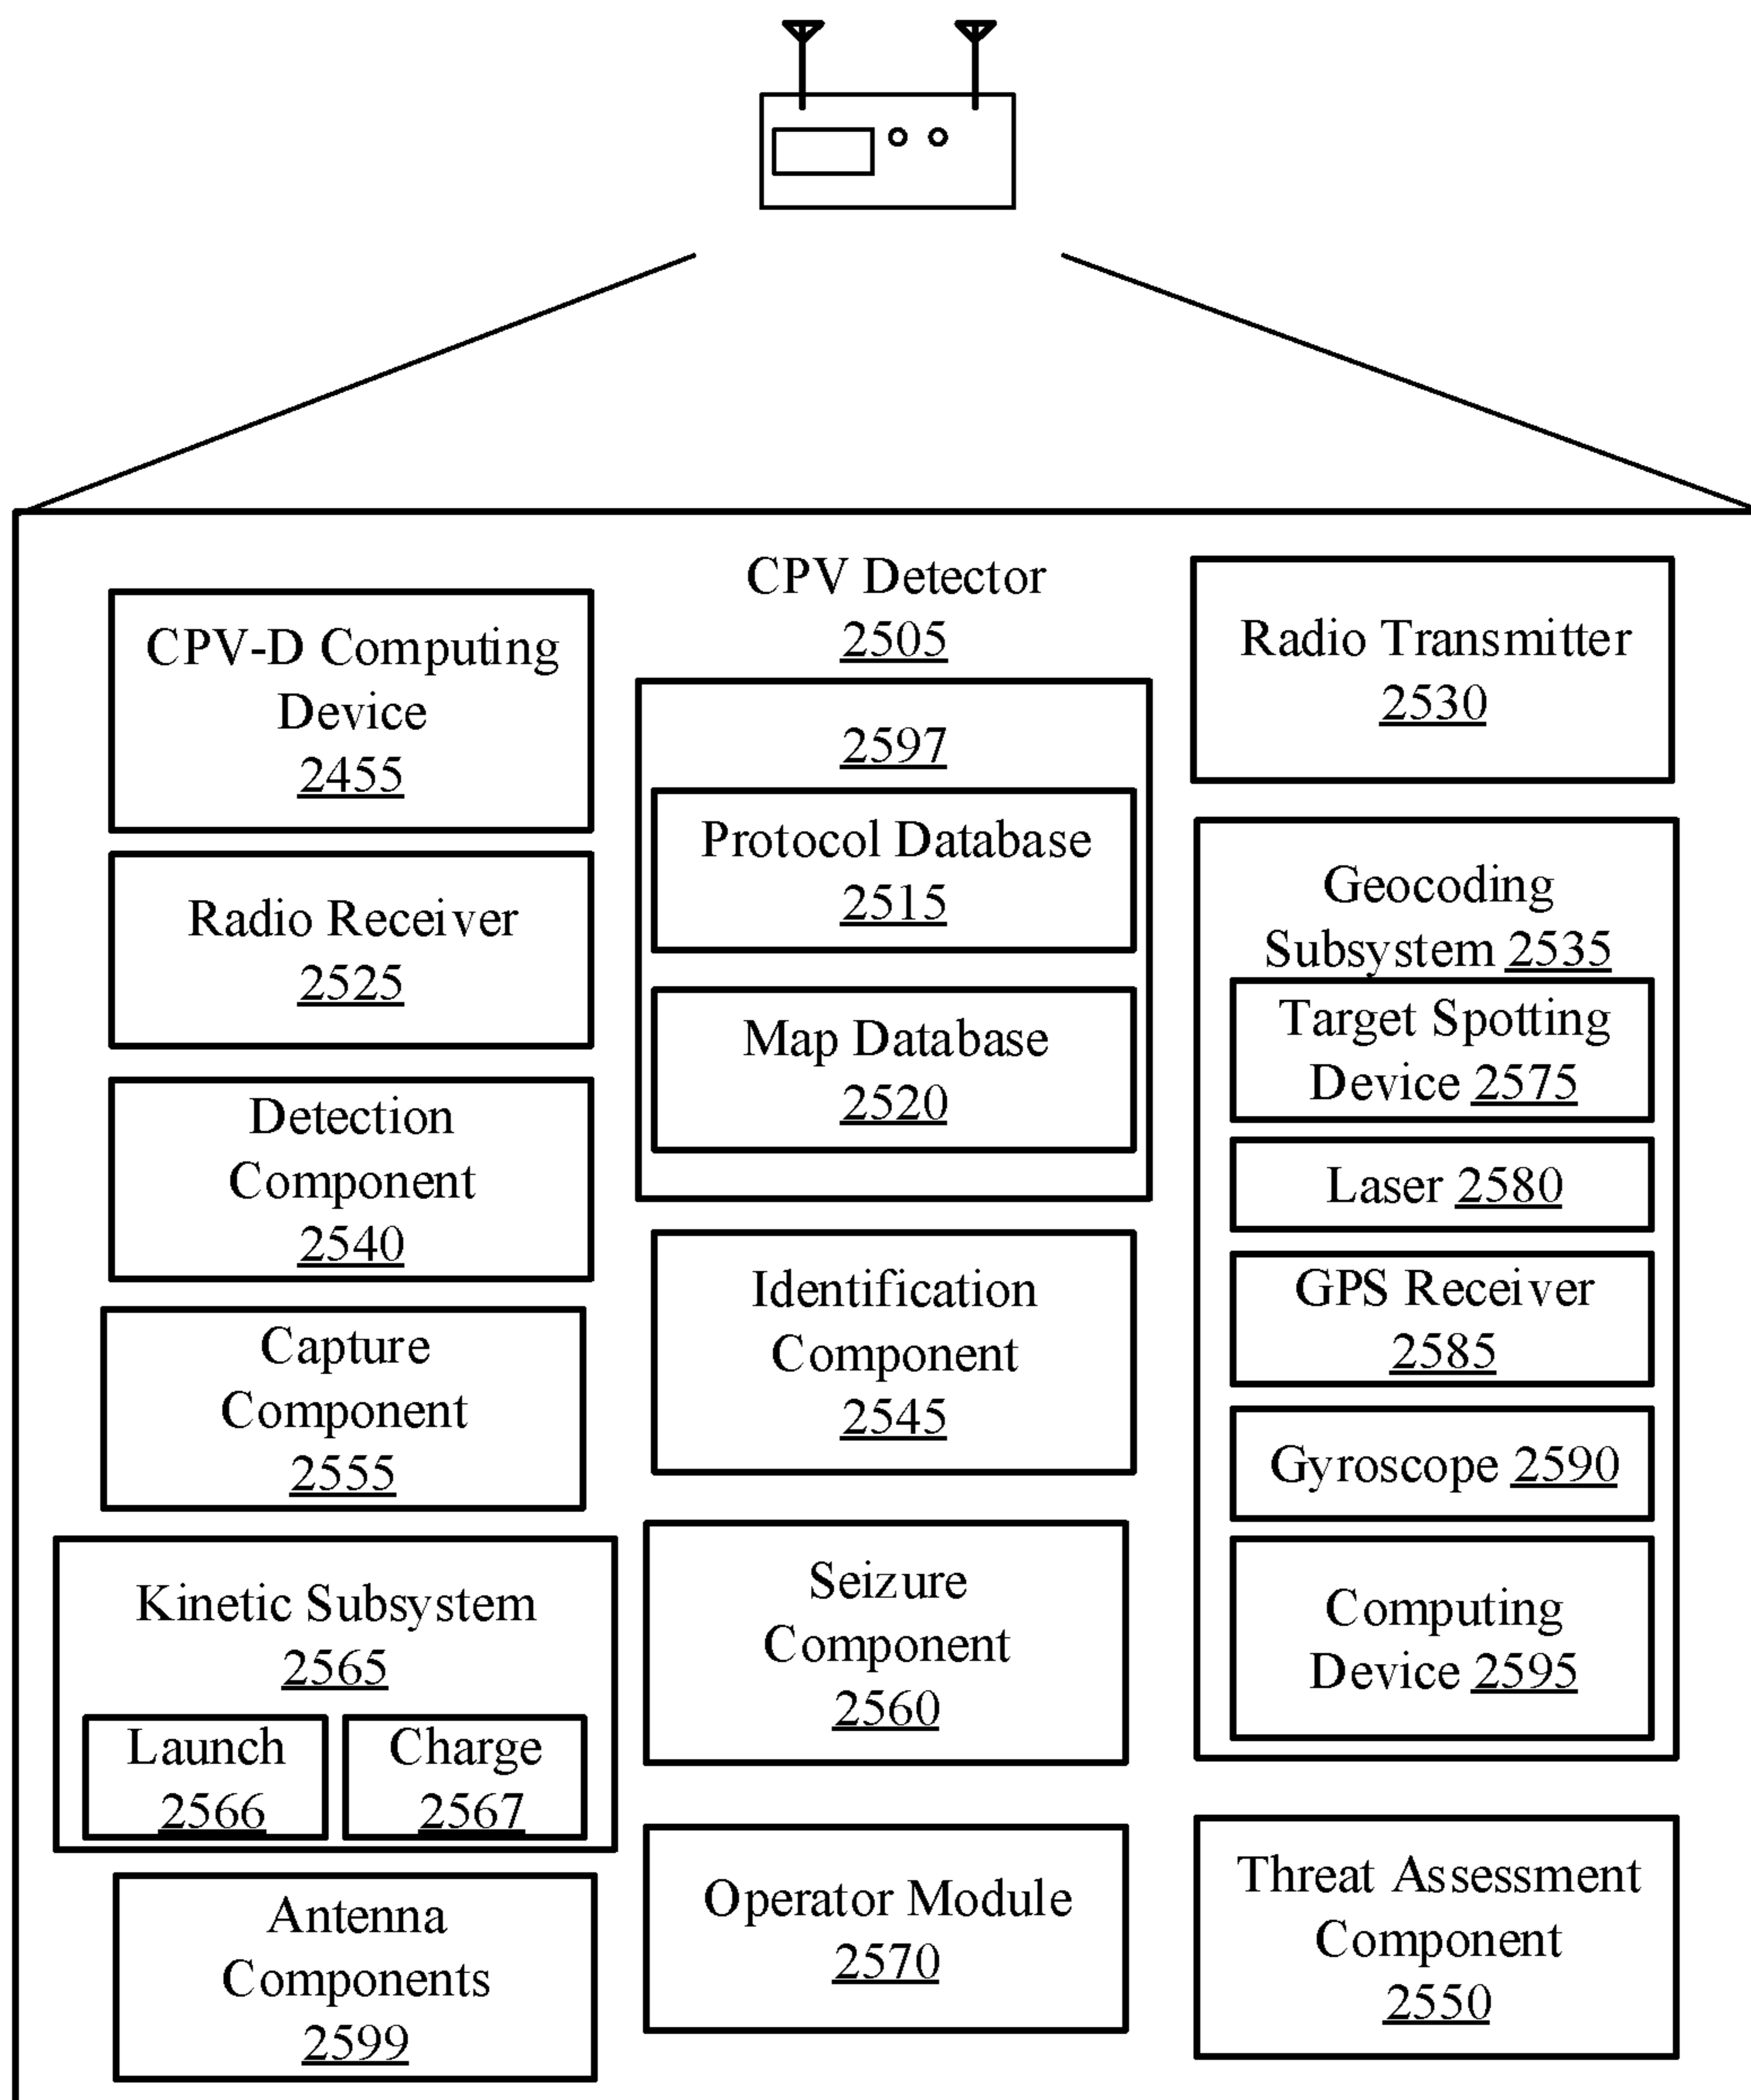 CPV Detector
2505
CPV-D Computing
Device
2455
Radio Receiver
2525
Detection
Component
2540
Capture
Component
2555
Kinetic Subsystem
2565
Launch
2566
Charge
2567
Antenna
Components
2599
2597
Protocol Database
2515
Map Database
2520
Identification
Component
2545
Seizure
Component
2560
Operator Module
2570
Radio Transmitter
2530
Geocoding
Subsystem 2535
Target Spotting
Device 2575
Laser 2580
GPS Receiver
2585
Gyroscope 2590
Computing
Device 2595
Threat Assessment
Component
2550